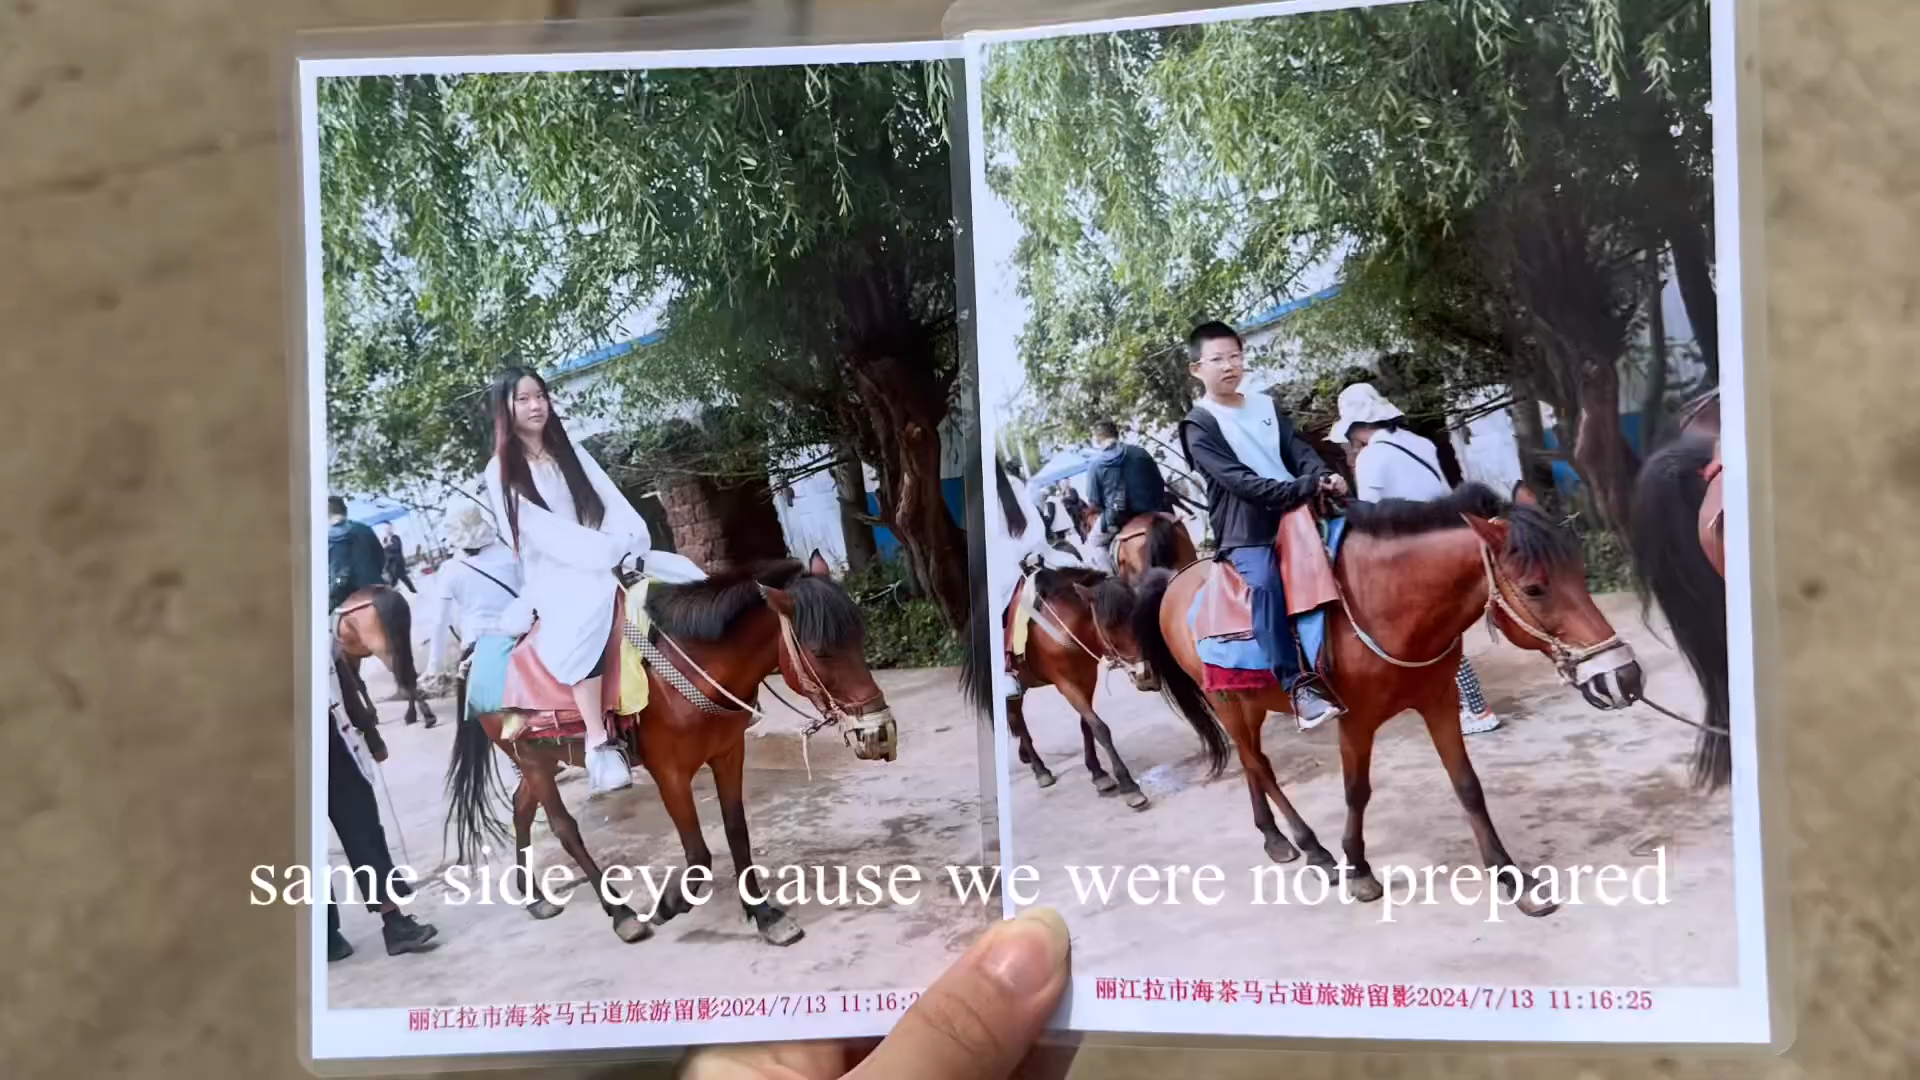 same side eye cause we were not prepared
丽江拉市海茶马古道旅游留影2024/7/13 11:16:
丽江拉市海茶马古道旅游留影2024/7/13 11:16:25